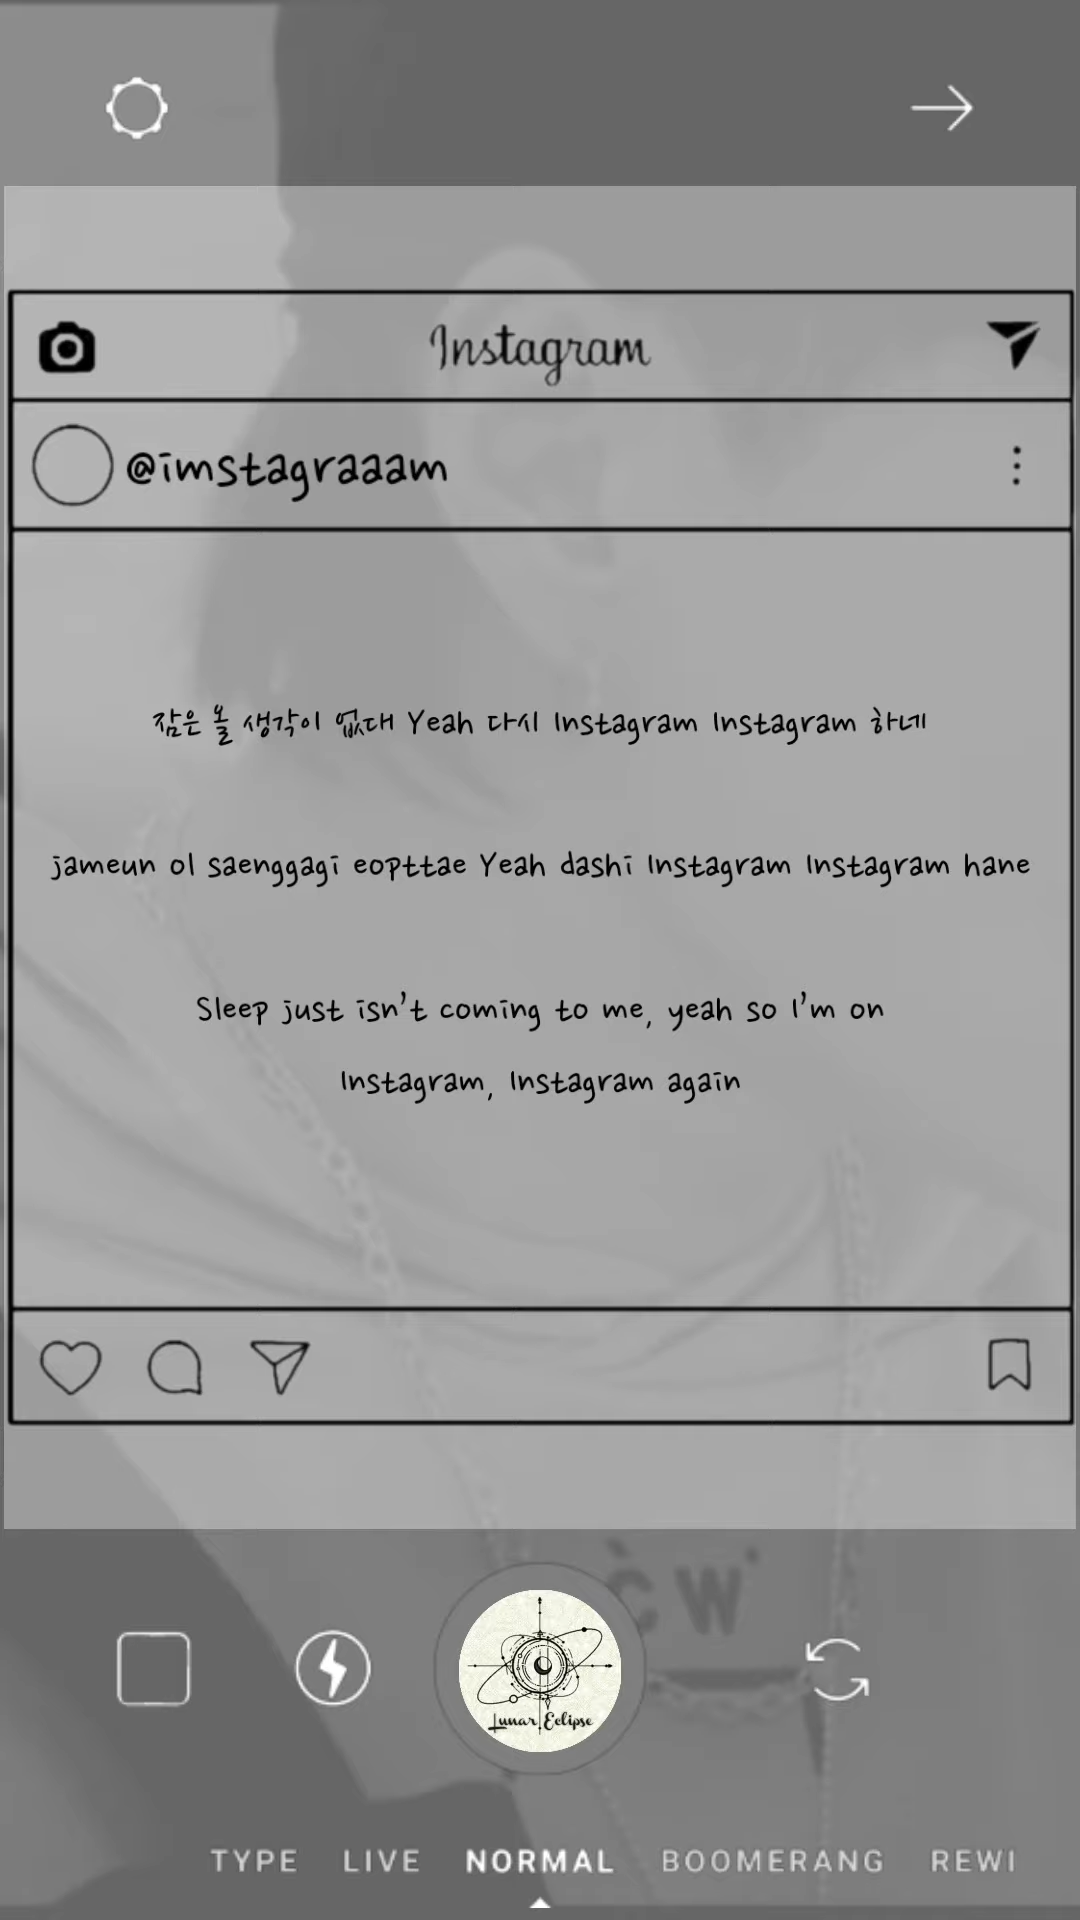 Instagram
@imstagraaam
잠은 올 생각이 없대 Yeah 다시 Instagram Instagram 하네
jameun ol saenggagi eopttae Yeah dashi Instagram Instagram hane
Sleep just isn't coming to me, yeah so I'm on
Instagram, Instagram again
CW
Lunar Eclipse
TYPE LIVE NORMAL BOOMERANG REWI